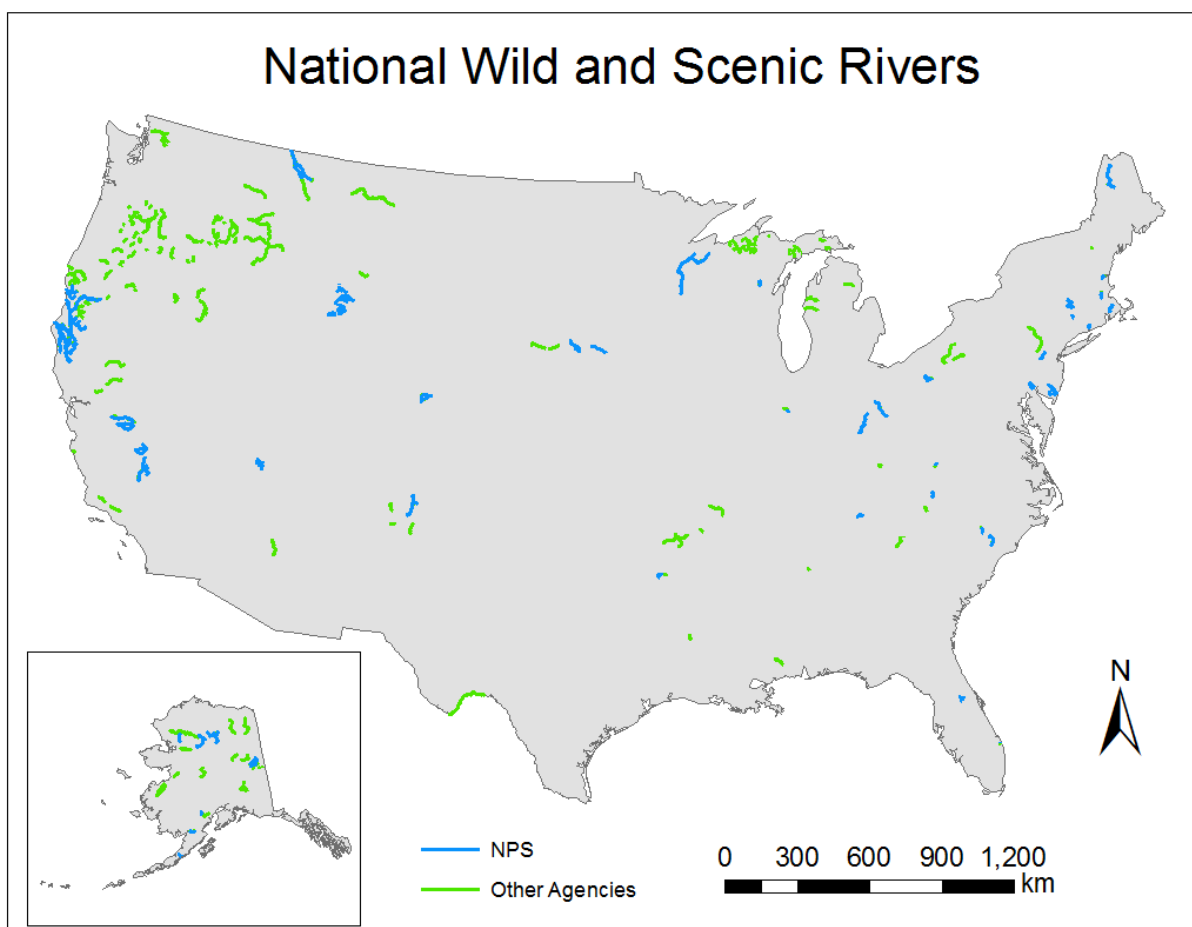 National Wild and Scenic Rivers
N
NPS
Other Agencies
0 300 600 900 1,200
km